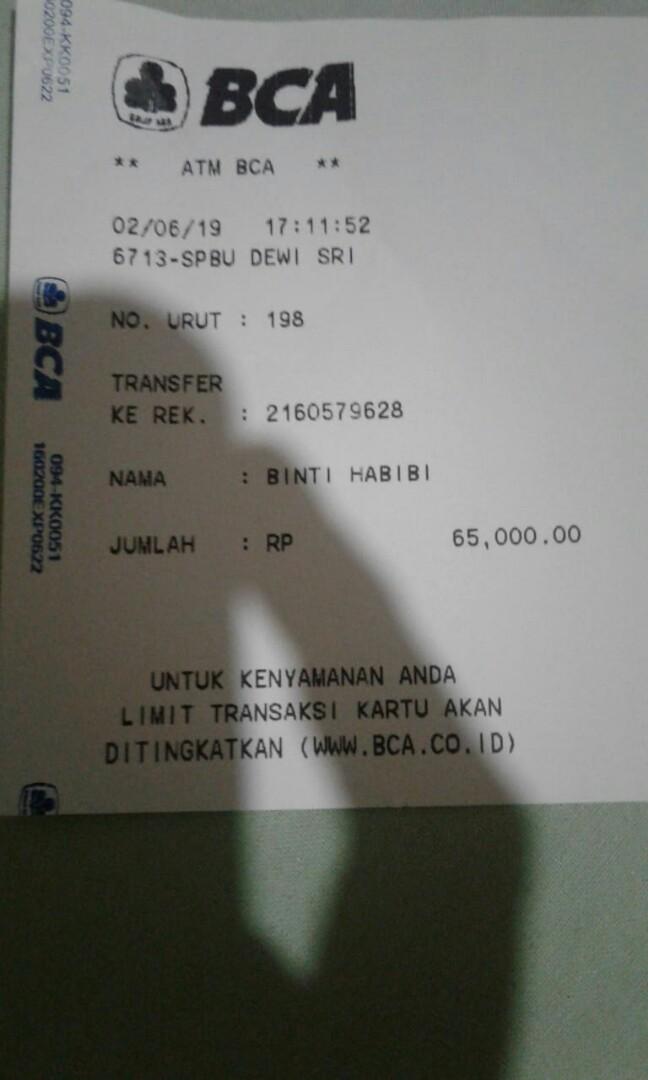 BCA
** ATM BCA **
02/06/19 17:11:52
6713-SPBU DEWI SRI
NO. URUT : 198
TRANSFER
KE REK. : 2160579628
NAMA : BINTI HABIBI
JUMLAH : RP 65,000.00
UNTUK KENYAMANAN ANDA
LIMIT TRANSAKSI KARTU AKAN
DITINGKATKAN (WWW.BCA.CO.ID)
094-KK0051
BCA
094-KK0051
160200EXP0622